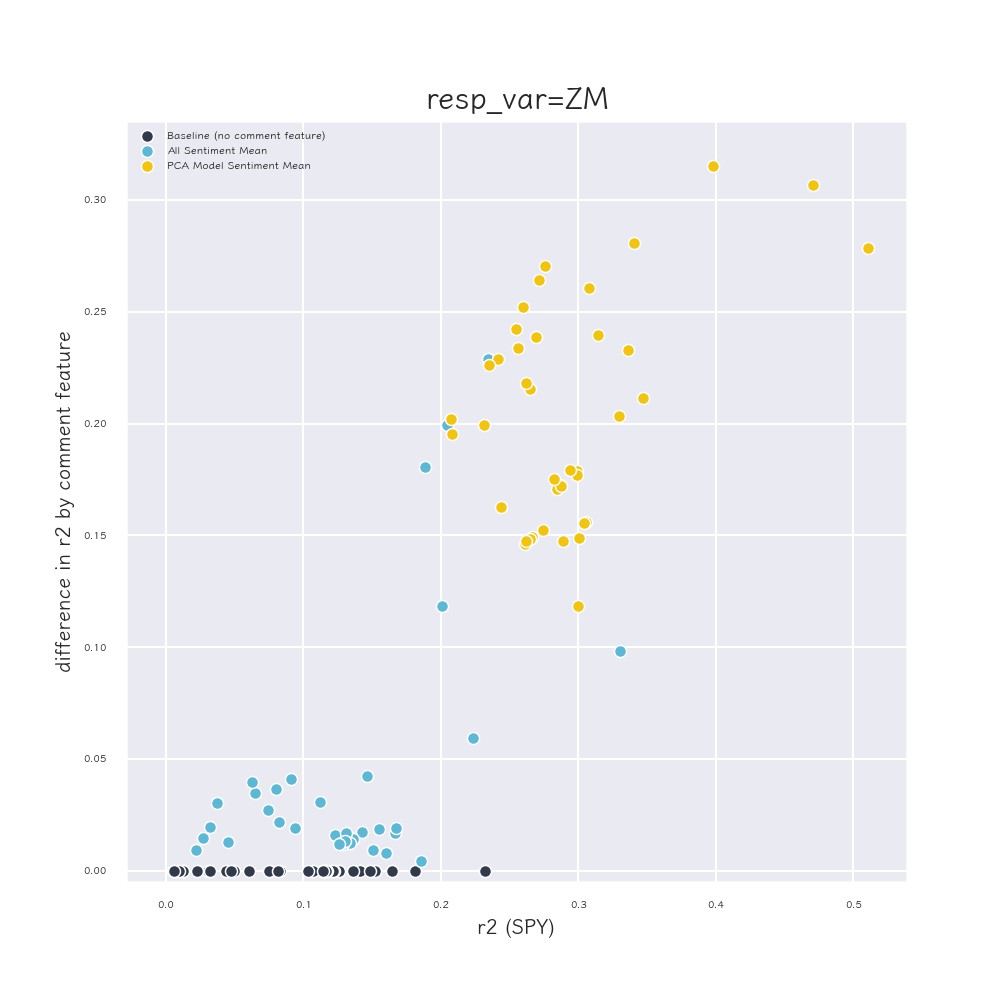 resp_var=ZM
Baseline (no comment feature)
All Sentiment Mean
PCA Model Sentiment Mean
difference in r2 by comment feature
0.30
0.25
0.20
0.15
0.10
0.05
0.00
0.0 0.1 0.2 0.3 0.4 0.5
r2 (SPY)